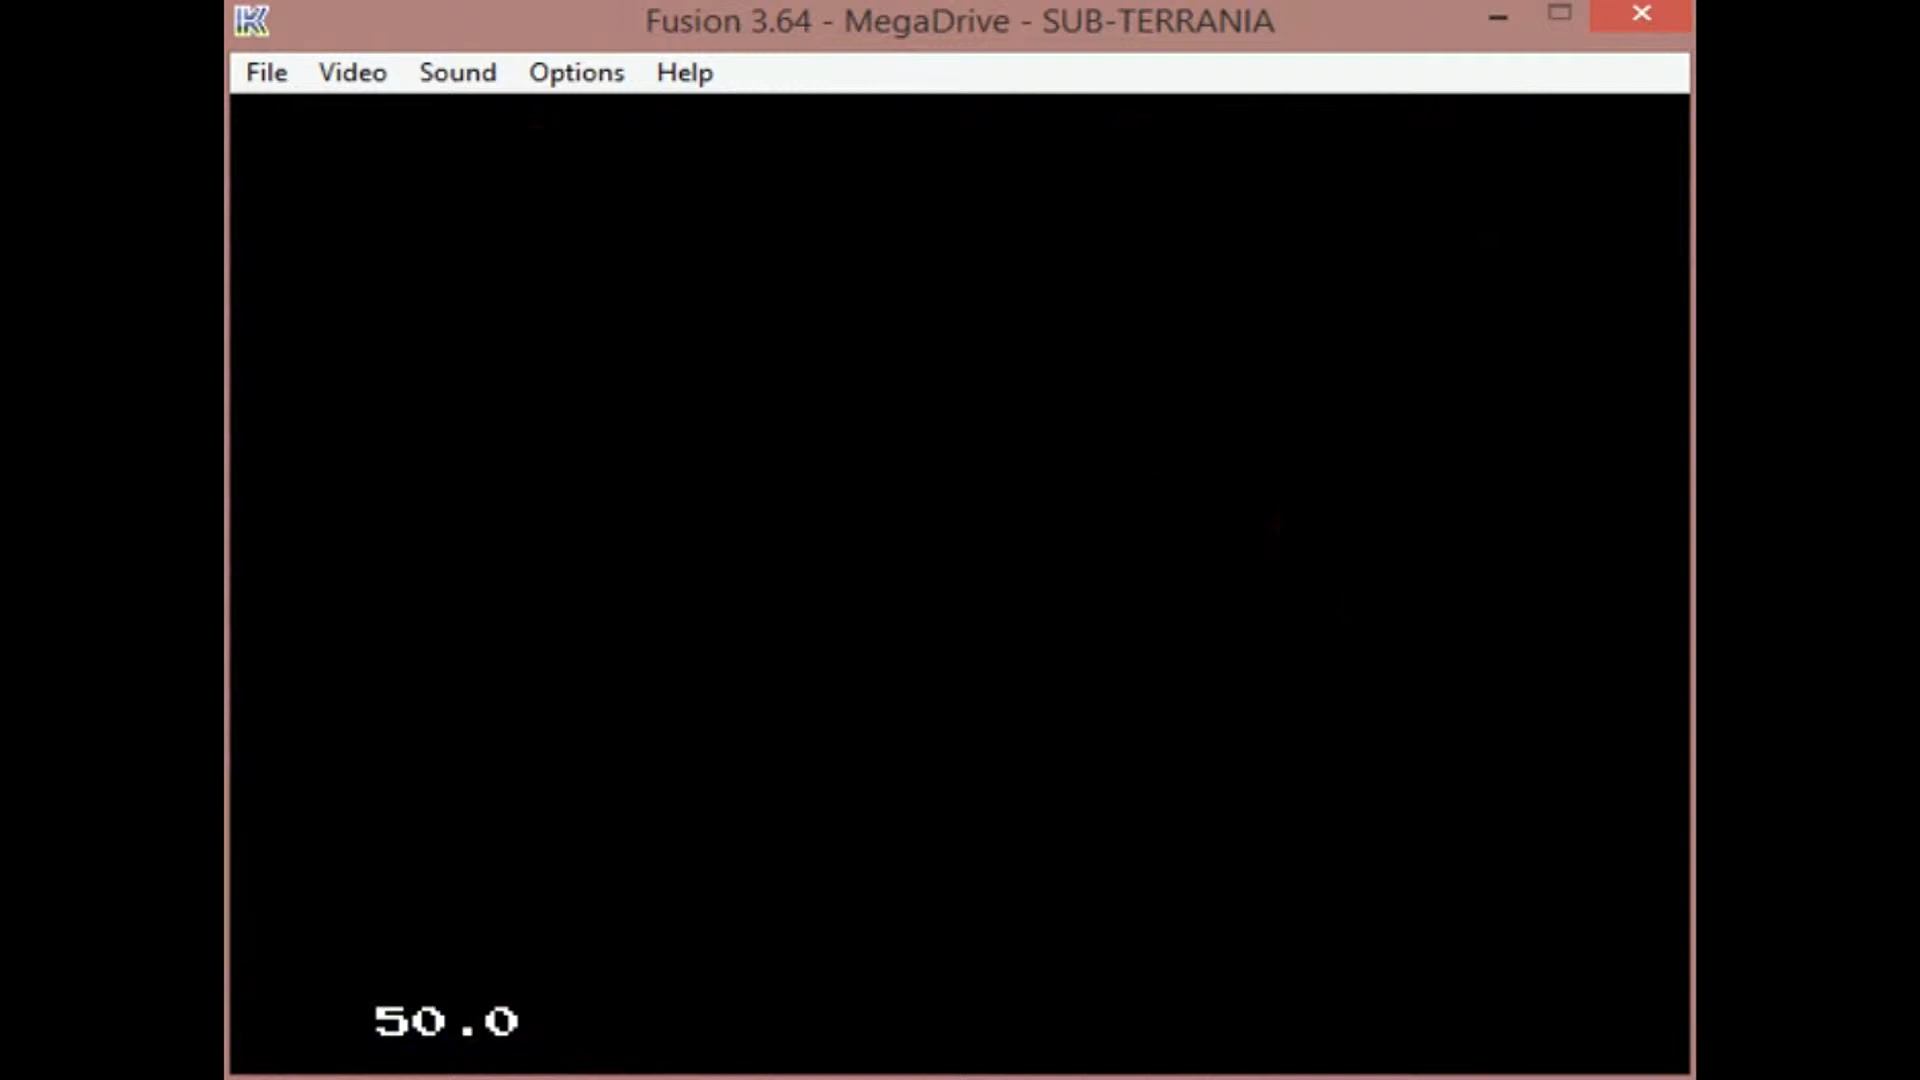 Fusion 3.64 - MegaDrive - SUB-TERRANIA
File Video Sound Options Help
50.0